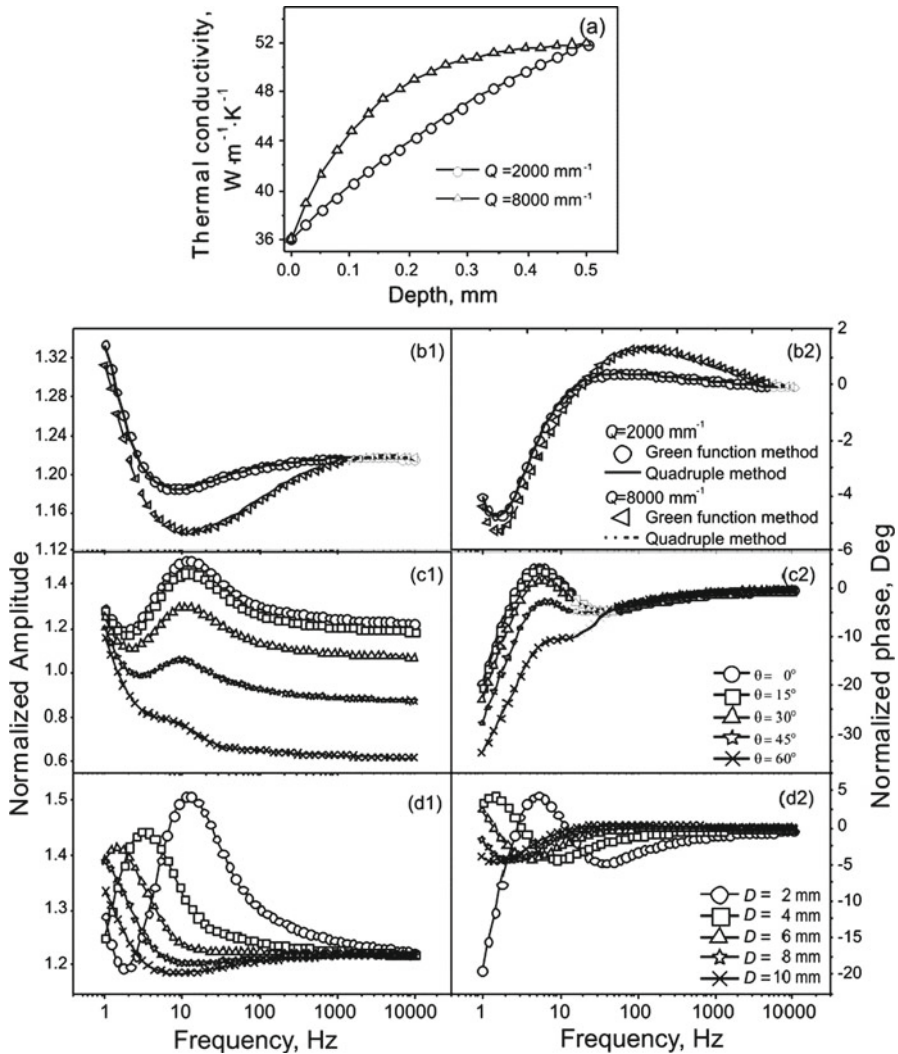 (a)
Thermal conductivity, W·m⁻¹·K⁻¹
52
48
44
40
36
Q =2000 mm⁻¹
Q =8000 mm⁻¹
0.0 0.1 0.2 0.3 0.4 0.5
Depth, mm
Normalized Amplitude
(b1)
1.32
1.28
1.24
1.20
1.16
1.12
(b2)
2
0
-2
-4
-6
Q=2000 mm⁻¹
Green function method
Quadruple method
Q=8000 mm⁻¹
Green function method
Quadruple method
Normalized phase, Deg
(c1)
1.4
1.2
1.0
0.8
0.6
(c2)
0
-10
-20
-30
θ = 0°
θ = 15°
θ = 30°
θ = 45°
θ = 60°
(d1)
1.5
1.4
1.3
1.2
1 10 100 1000 10000
Frequency, Hz
(d2)
5
0
-5
-10
-15
-20
D = 2 mm
D = 4 mm
D = 6 mm
D = 8 mm
D = 10 mm
1 10 100 1000 10000
Frequency, Hz